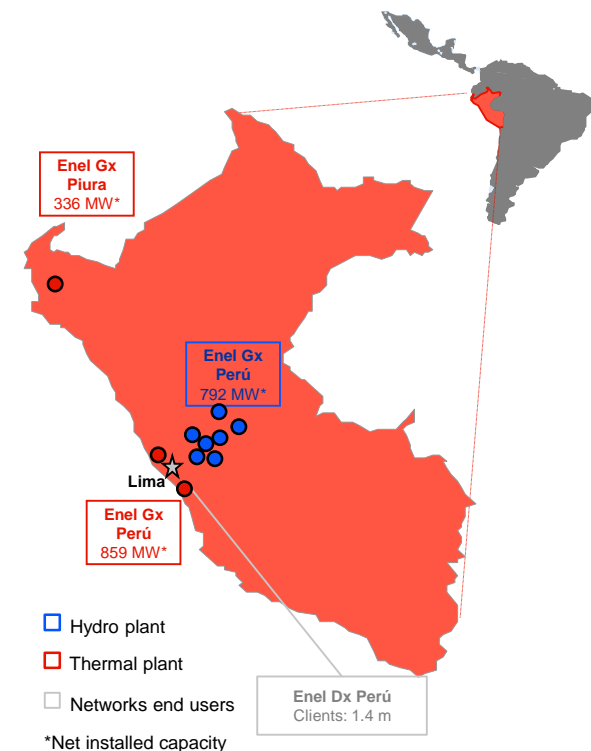 Enel Gx
Piura
336 MW*
Enel Gx
Perú
792 MW*
Lima
Enel Gx
Perú
859 MW*
Hydro plant
Thermal plant
Networks end users
*Net installed capacity
Enel Dx Perú
Clients: 1.4 m